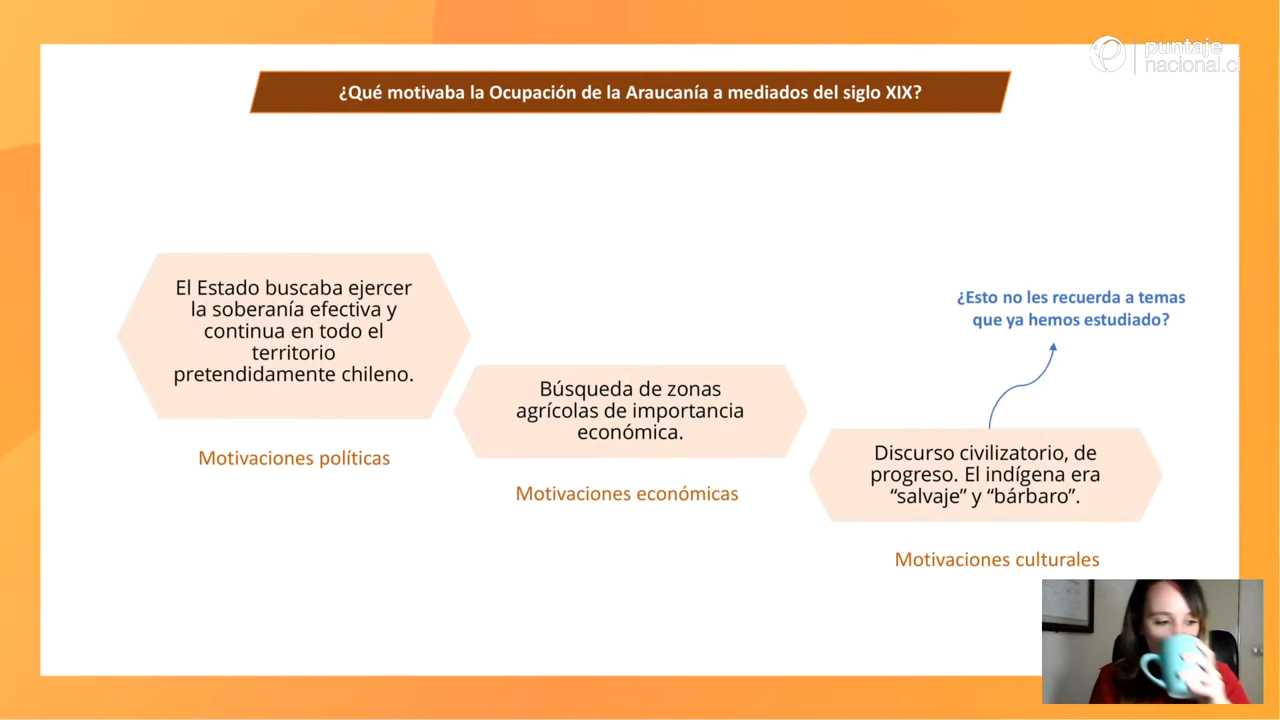 puntaje
nacional.cl
¿Qué motivaba la Ocupación de la Araucanía a mediados del siglo XIX?
El Estado buscaba ejercer
la soberanía efectiva y
continua en todo el
territorio
pretendidamente chileno.
Motivaciones políticas
Búsqueda de zonas
agrícolas de importancia
económica.
Motivaciones económicas
¿Esto no les recuerda a temas
que ya hemos estudiado?
Discurso civilizatorio, de
progreso. El indígena era
“salvaje” y “bárbaro”.
Motivaciones culturales